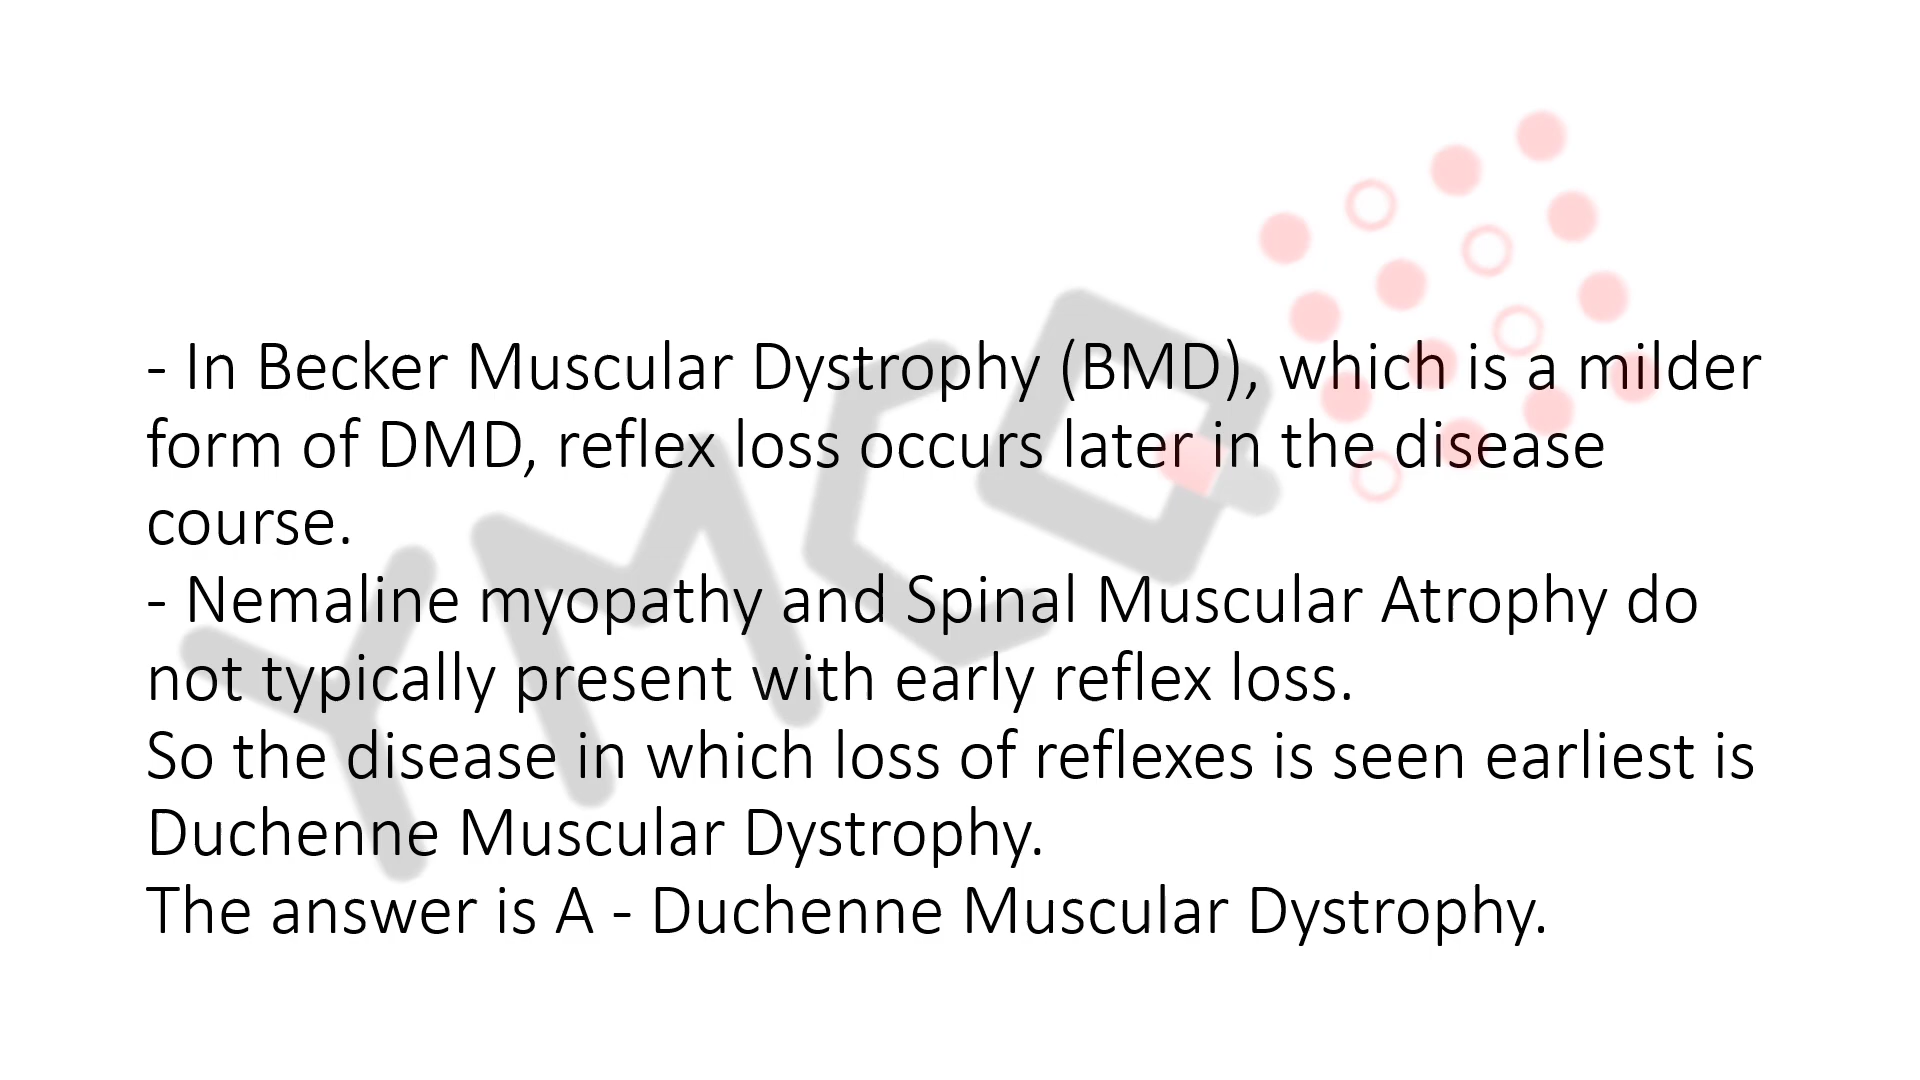 - In Becker Muscular Dystrophy (BMD), which is a milder
form of DMD, reflex loss occurs later in the disease
course.
- Nemaline myopathy and Spinal Muscular Atrophy do
not typically present with early reflex loss.
So the disease in which loss of reflexes is seen earliest is
Duchenne Muscular Dystrophy.
The answer is A - Duchenne Muscular Dystrophy.
YMCQ